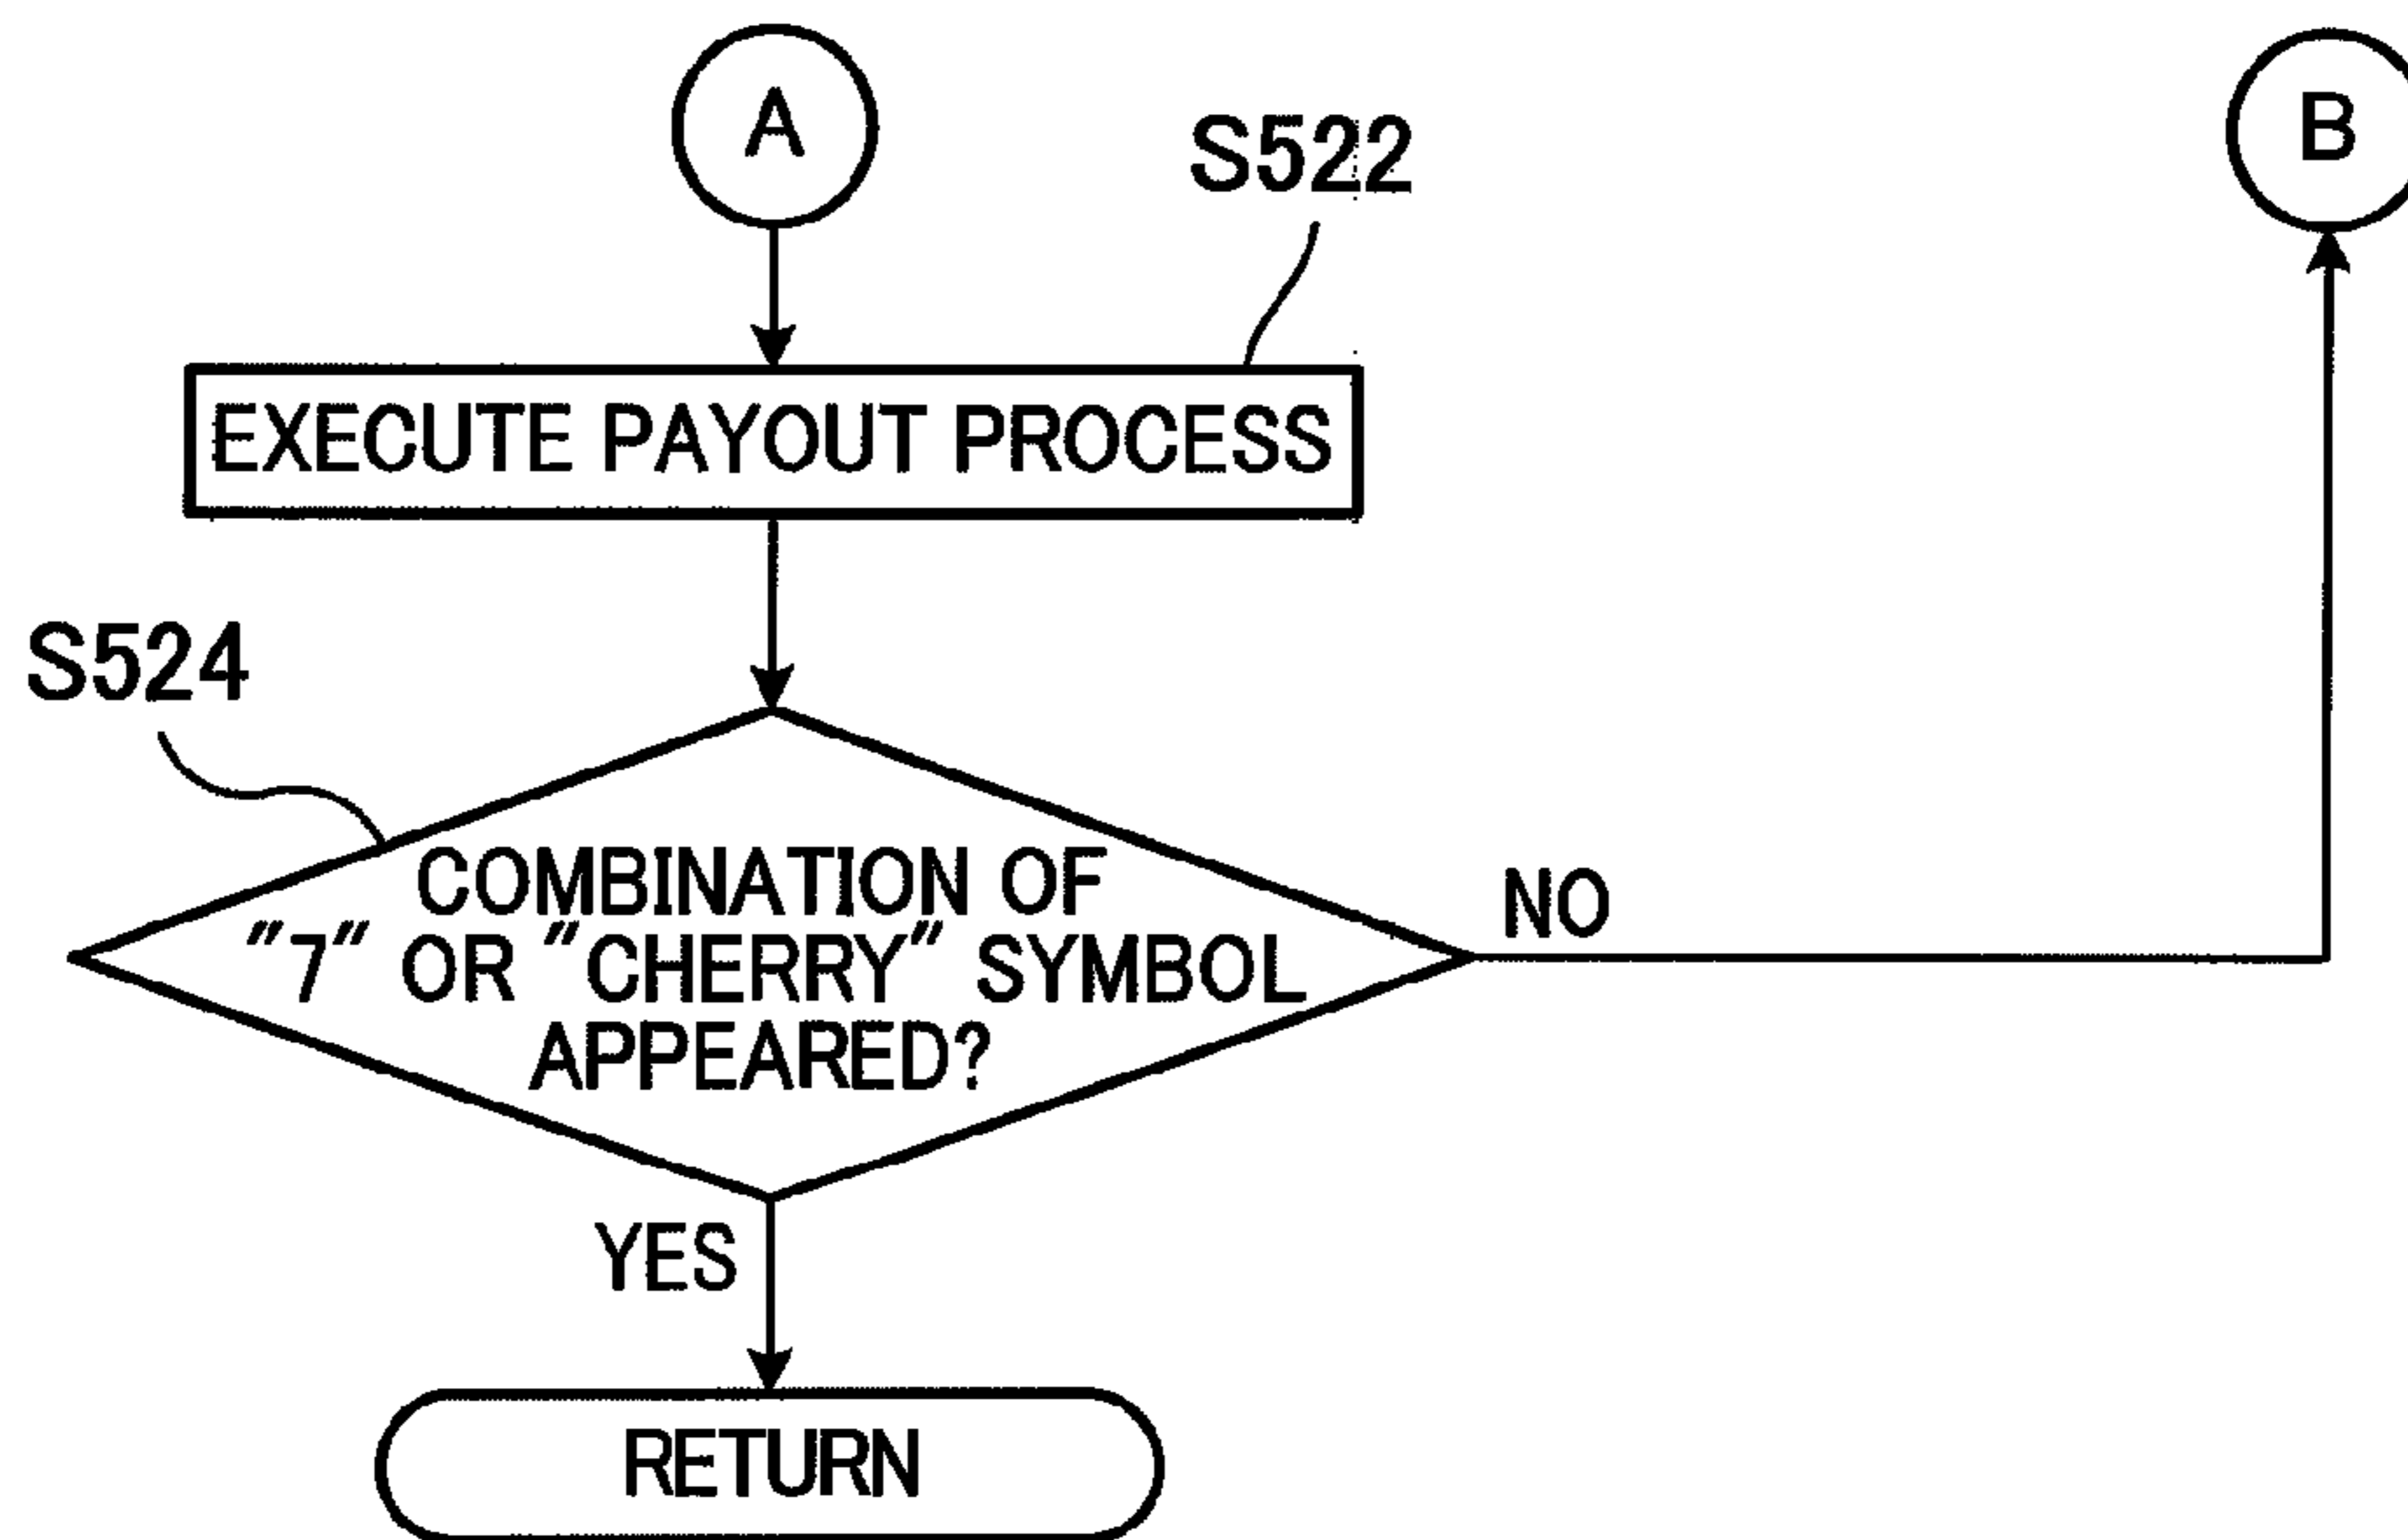 A
B
S522
EXECUTE PAYOUT PROCESS
S524
COMBINATION OF
"7" OR "CHERRY" SYMBOL
APPEARED?
NO
YES
RETURN